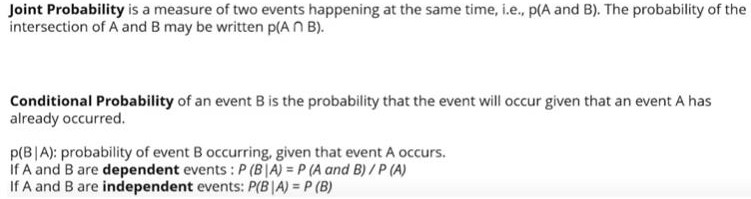 Joint Probability is a measure of two events happening at the same time, i.e., p(A and B). The probability of the
intersection of A and B may be written p(A ∩ B).
Conditional Probability of an event B is the probability that the event will occur given that an event A has
already occurred.
p(B|A): probability of event B occurring, given that event A occurs.
If A and B are dependent events : P (B|A) = P (A and B) / P (A)
If A and B are independent events: P(B|A) = P (B)